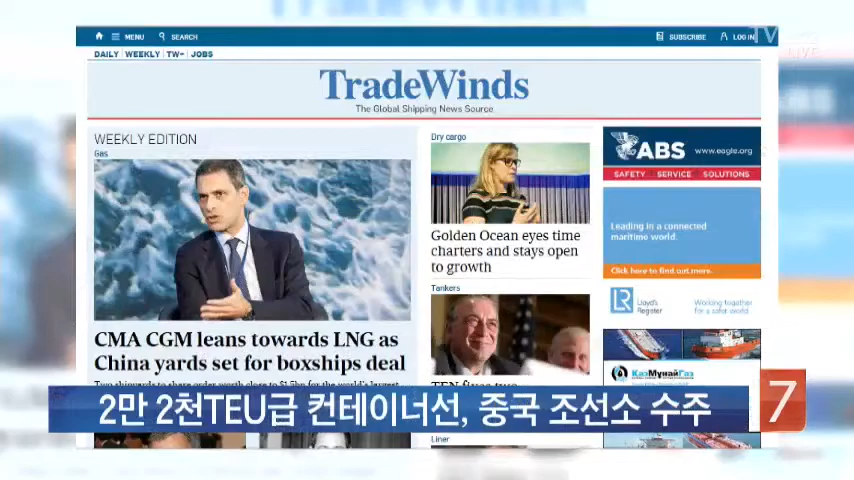 MENU SEARCH SUBSCRIBE LOG IN
DAILY | WEEKLY | TW+ | JOBS
TradeWinds
The Global Shipping News Source
WEEKLY EDITION
Gas
CMA CGM leans towards LNG as
China yards set for boxships deal
Dry cargo
Golden Ocean eyes time
charters and stays open
to growth
Tankers
Liner
ABS www.eagle.org
SAFETY SERVICE SOLUTIONS
Leading in a connected
maritime world.
Click here to find out more.
LR Lloyd's
Register
Working together
for a safer world
КазМунайГаз
2만 2천TEU급 컨테이너선, 중국 조선소 수주
7
TV
LIVE